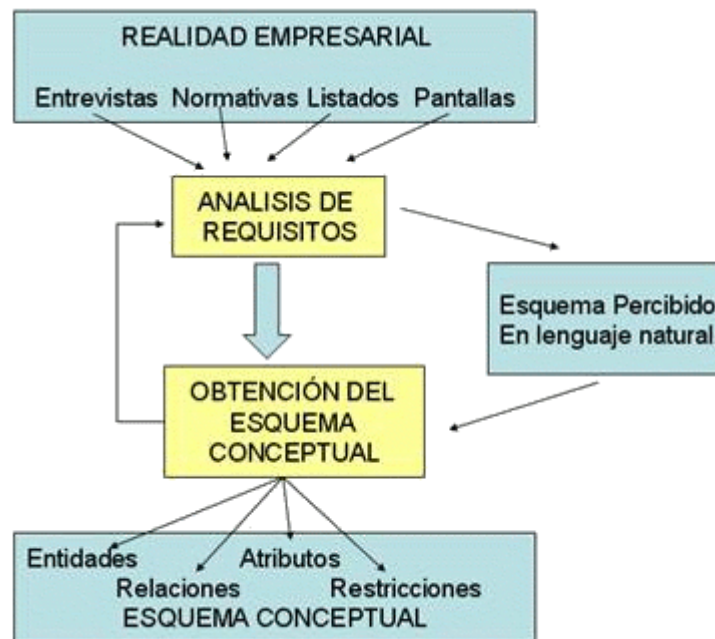 REALIDAD EMPRESARIAL
Entrevistas Normativas Listados Pantallas
ANALISIS DE
REQUISITOS
Esquema Percibido
En lenguaje natural
OBTENCIÓN DEL
ESQUEMA
CONCEPTUAL
Entidades Atributos
Relaciones Restricciones
ESQUEMA CONCEPTUAL